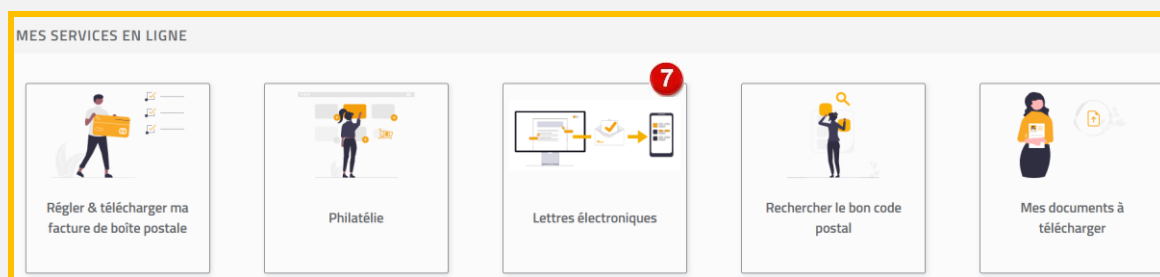 MES SERVICES EN LIGNE
7
Régler & télécharger ma
facture de boîte postale
Philatélie
Lettres électroniques
Rechercher le bon code
postal
Mes documents à
télécharger